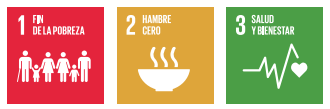 1 FIN
DE LA POBREZA
2 HAMBRE
CERO
3 SALUD
Y BIENESTAR